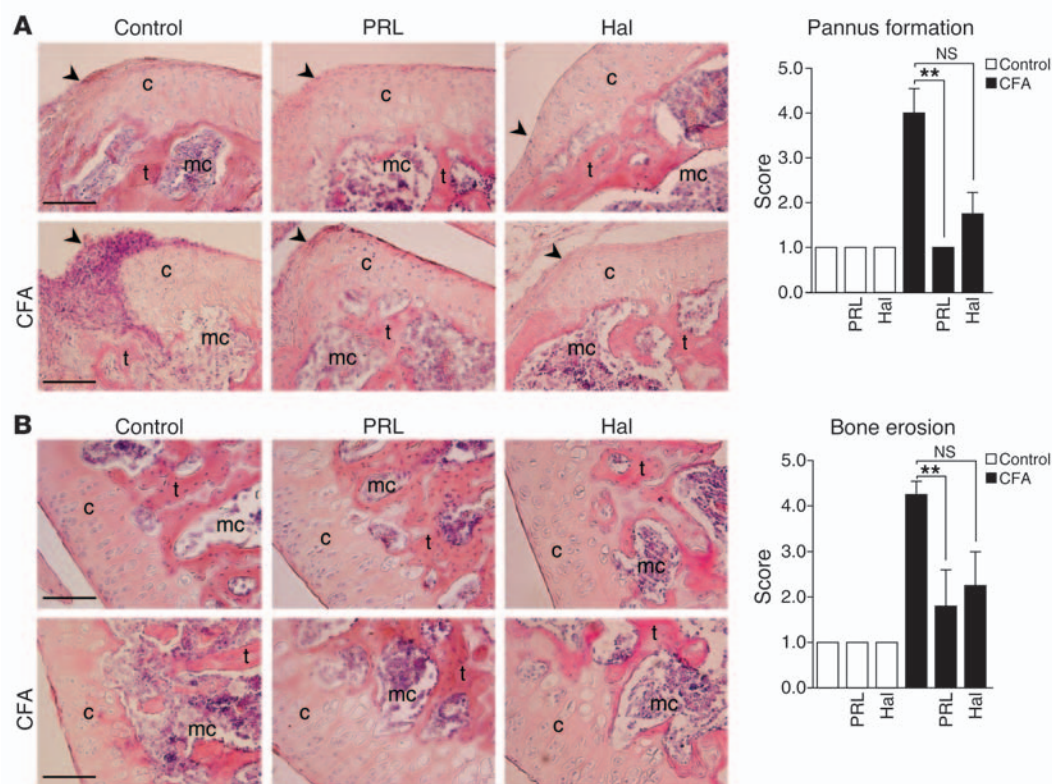 A
Control PRL Hal
c c c
t mc mc t t mc
CFA
c c c
t mc mc t mc t
Pannus formation
NS
**
Control
CFA
Score
5.0
4.0
2.0
1.0
0.0
PRL Hal PRL Hal
B
Control PRL Hal
t mc t
c mc c t c mc
CFA
t t t
c mc c mc c mc
Bone erosion
NS
**
Control
CFA
Score
5.0
4.0
3.0
2.0
1.0
0.0
PRL Hal PRL Hal